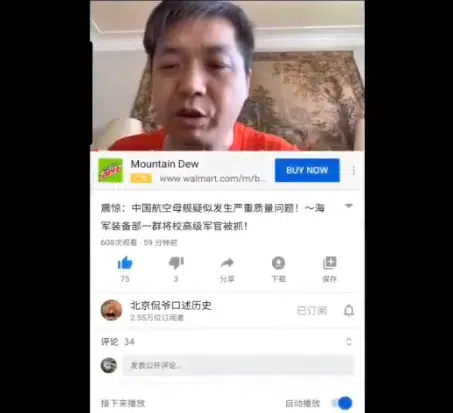 Mountain Dew
www.walmart.com/m/b...
BUY NOW
震惊：中国航空母舰疑似发生严重质量问题！～海
军装备部一群将校高级军官被抓！
608次观看 · 59 分钟前
75
3
分享
下载
保存
北京侃爷口述历史
2.55万位订阅者
已订阅
评论 34
发表公开评论...
接下来播放
自动播放